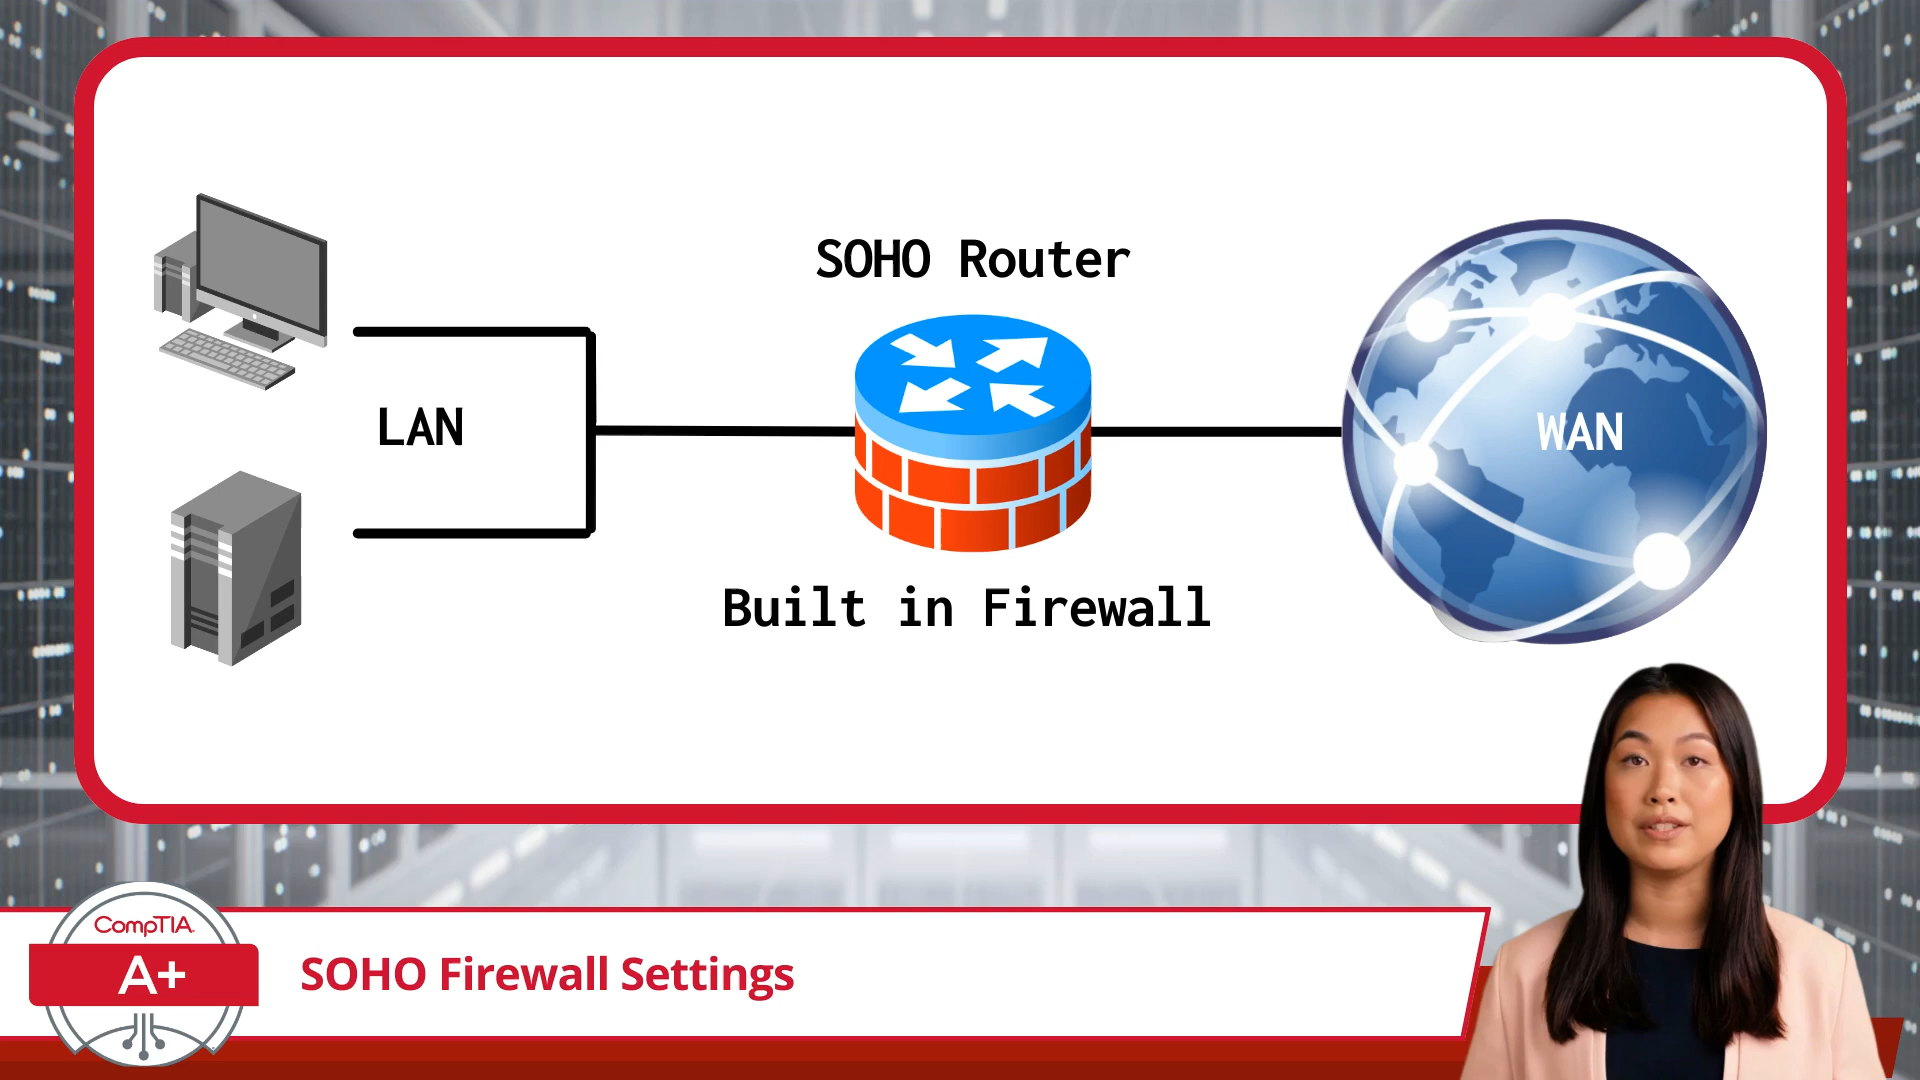 SOHO Router
LAN
WAN
Built in Firewall
CompTIA
A+
SOHO Firewall Settings